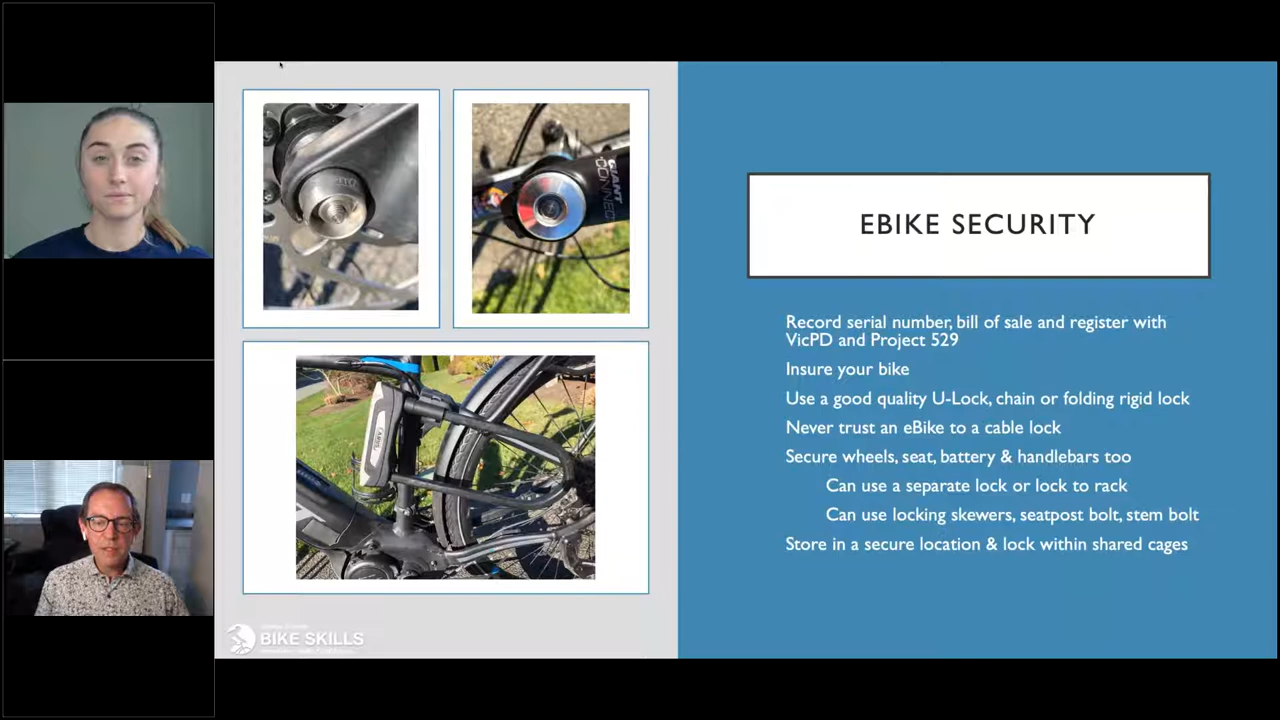 EBIKE SECURITY
Record serial number, bill of sale and register with
VicPD and Project 529
Insure your bike
Use a good quality U-Lock, chain or folding rigid lock
Never trust an eBike to a cable lock
Secure wheels, seat, battery & handlebars too
Can use a separate lock or lock to rack
Can use locking skewers, seatpost bolt, stem bolt
Store in a secure location & lock within shared cages
GIANT
CONNECT
BIKE SKILLS